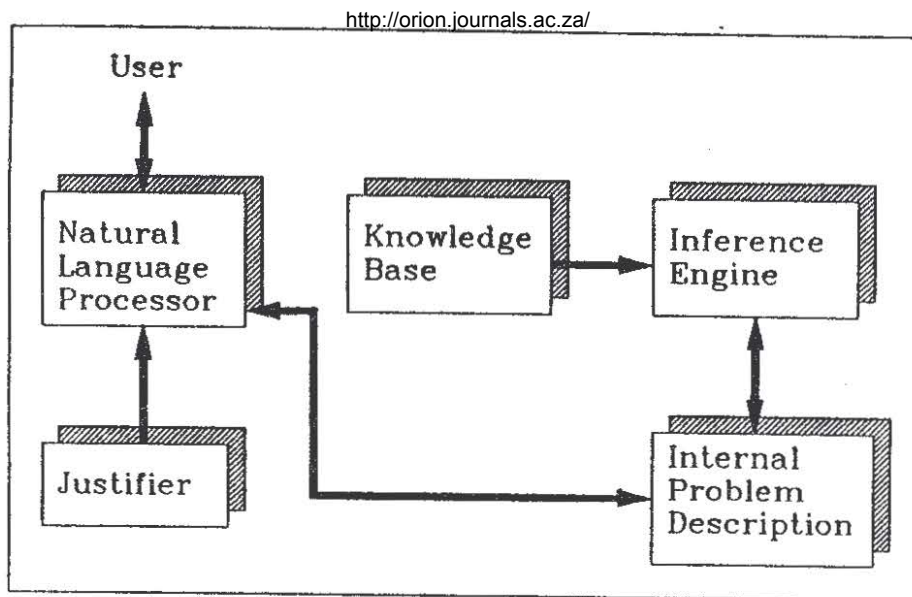 http://orion.journals.ac.za/
User
Natural
Language
Processor
Knowledge
Base
Inference
Engine
Justifier
Internal
Problem
Description